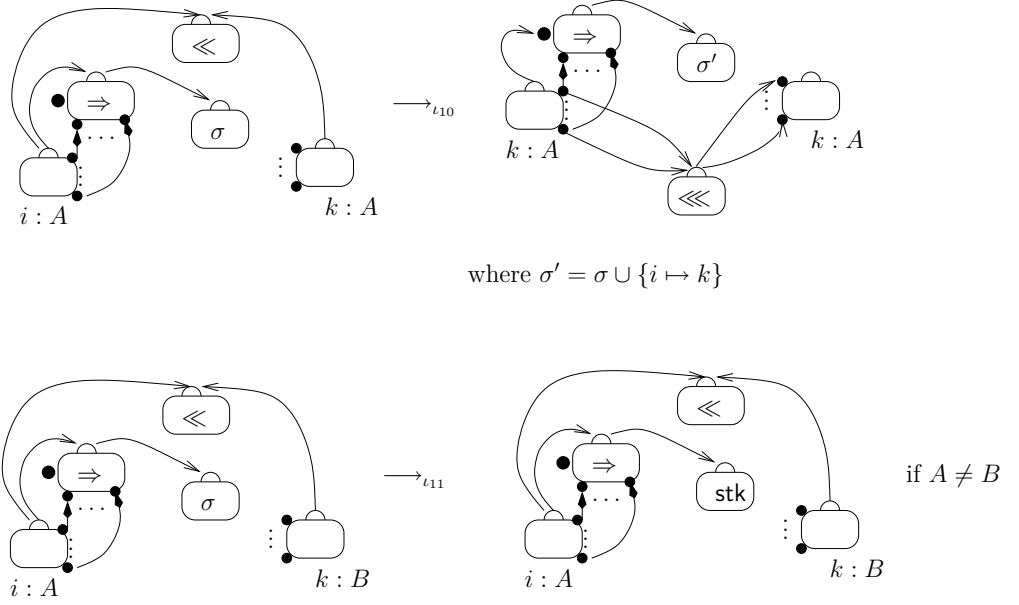 ≪
⇒
σ
i : A
k : A
⟶ι10
⇒
σ′
k : A
k : A
⋘
where σ′ = σ ∪ {i ↦ k}
≪
⇒
σ
i : A
k : B
⟶ι11
≪
⇒
stk
i : A
k : B
if A ≠ B